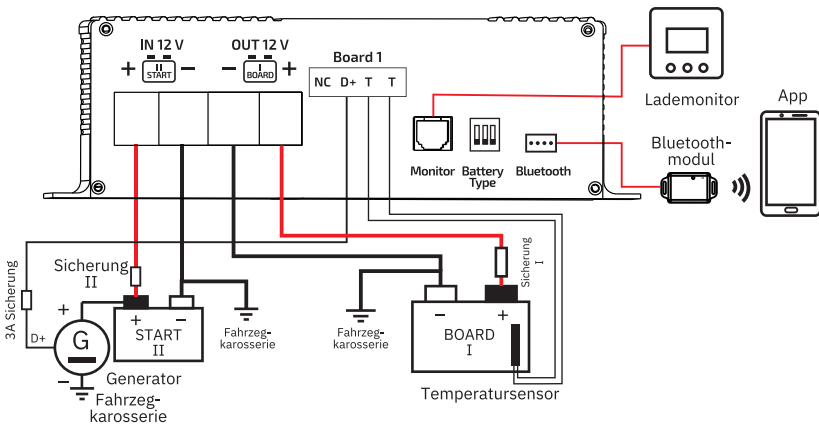 IN 12 V
OUT 12 V
+
II
START
−
−
I
BOARD
+
Board 1
NC D+ T T
Monitor
Battery
Type
Bluetooth
Lademonitor
App
Bluetooth-
modul
Sicherung
II
3A Sicherung
Sicherung
I
+
D+
G
−
+ −
START
II
Fahrzeg-
karosserie
Fahrzeg-
karosserie
− +
BOARD
I
Generator
Fahrzeg-
karosserie
Temperatursensor